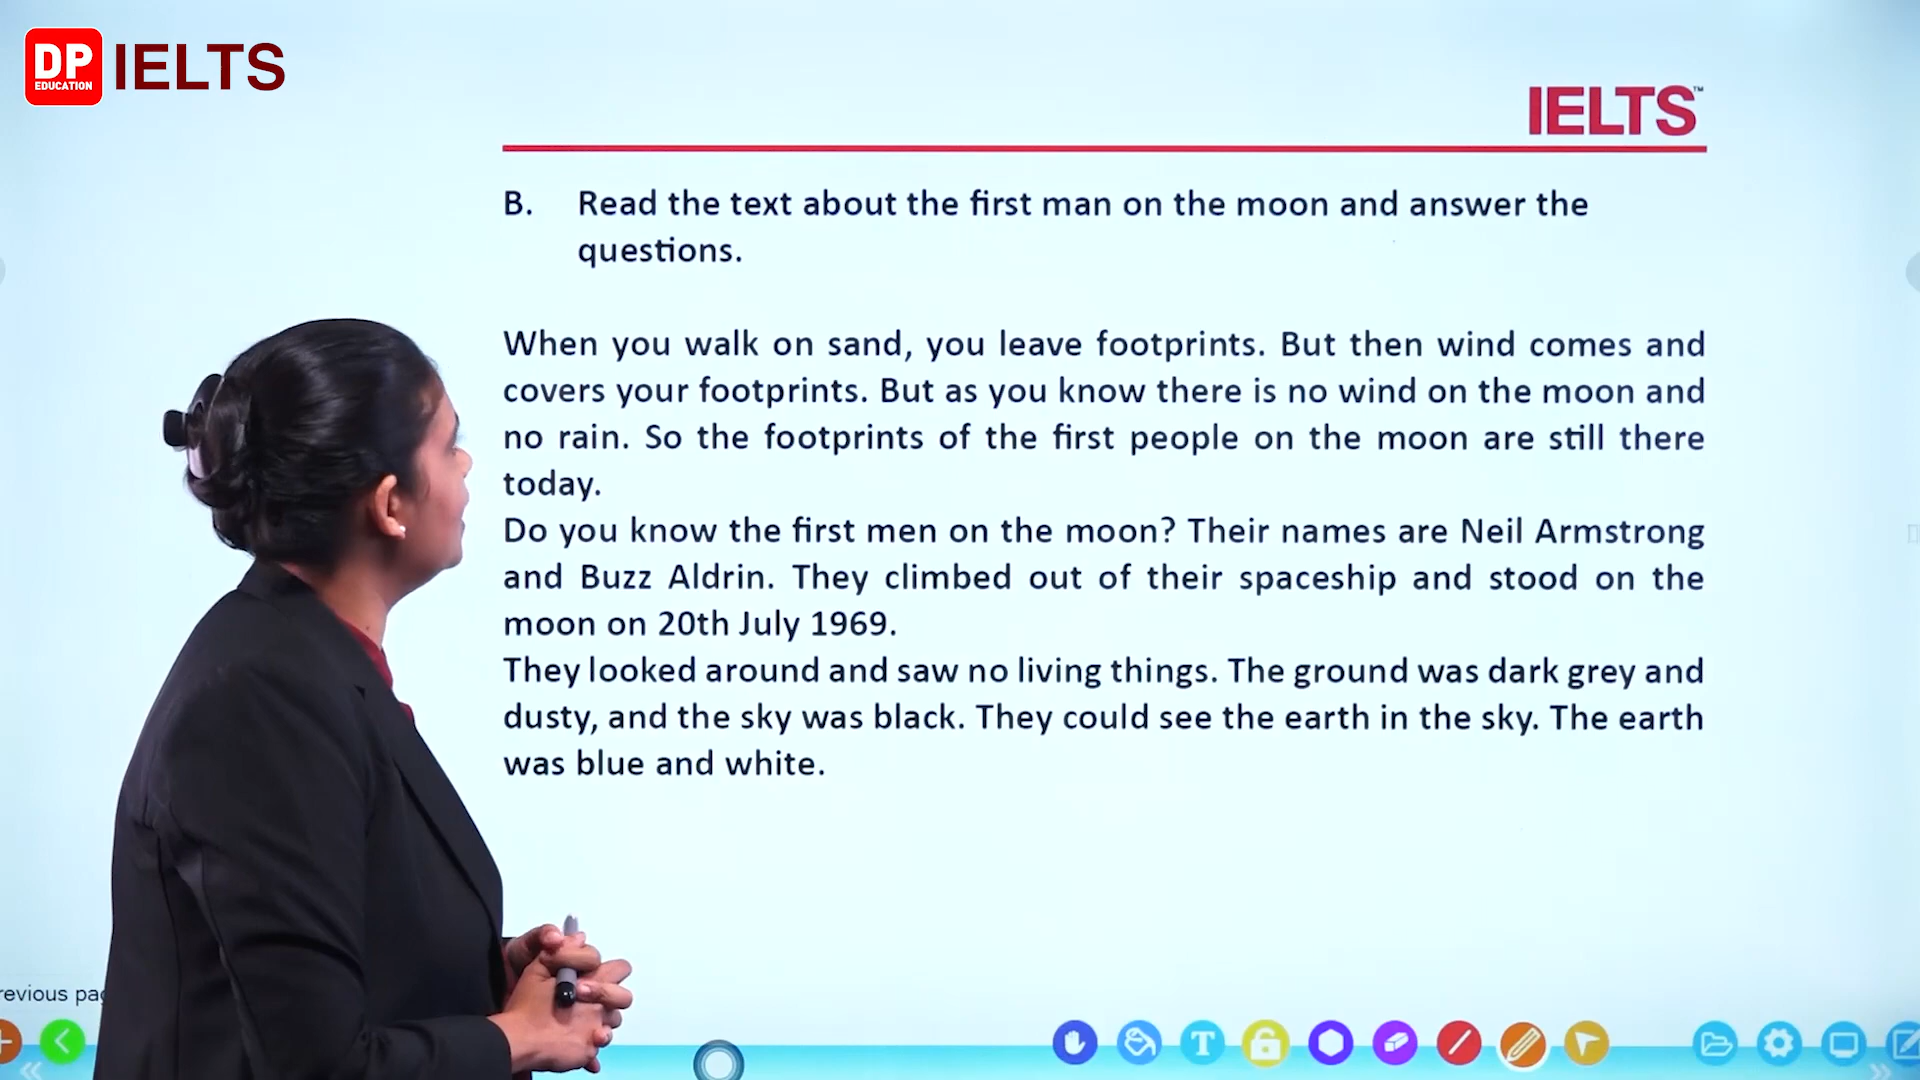 DP
EDUCATION
IELTS
IELTS™
B. Read the text about the first man on the moon and answer the
questions.
When you walk on sand, you leave footprints. But then wind comes and
covers your footprints. But as you know there is no wind on the moon and
no rain. So the footprints of the first people on the moon are still there
today.
Do you know the first men on the moon? Their names are Neil Armstrong
and Buzz Aldrin. They climbed out of their spaceship and stood on the
moon on 20th July 1969.
They looked around and saw no living things. The ground was dark grey and
dusty, and the sky was black. They could see the earth in the sky. The earth
was blue and white.
revious pag
T